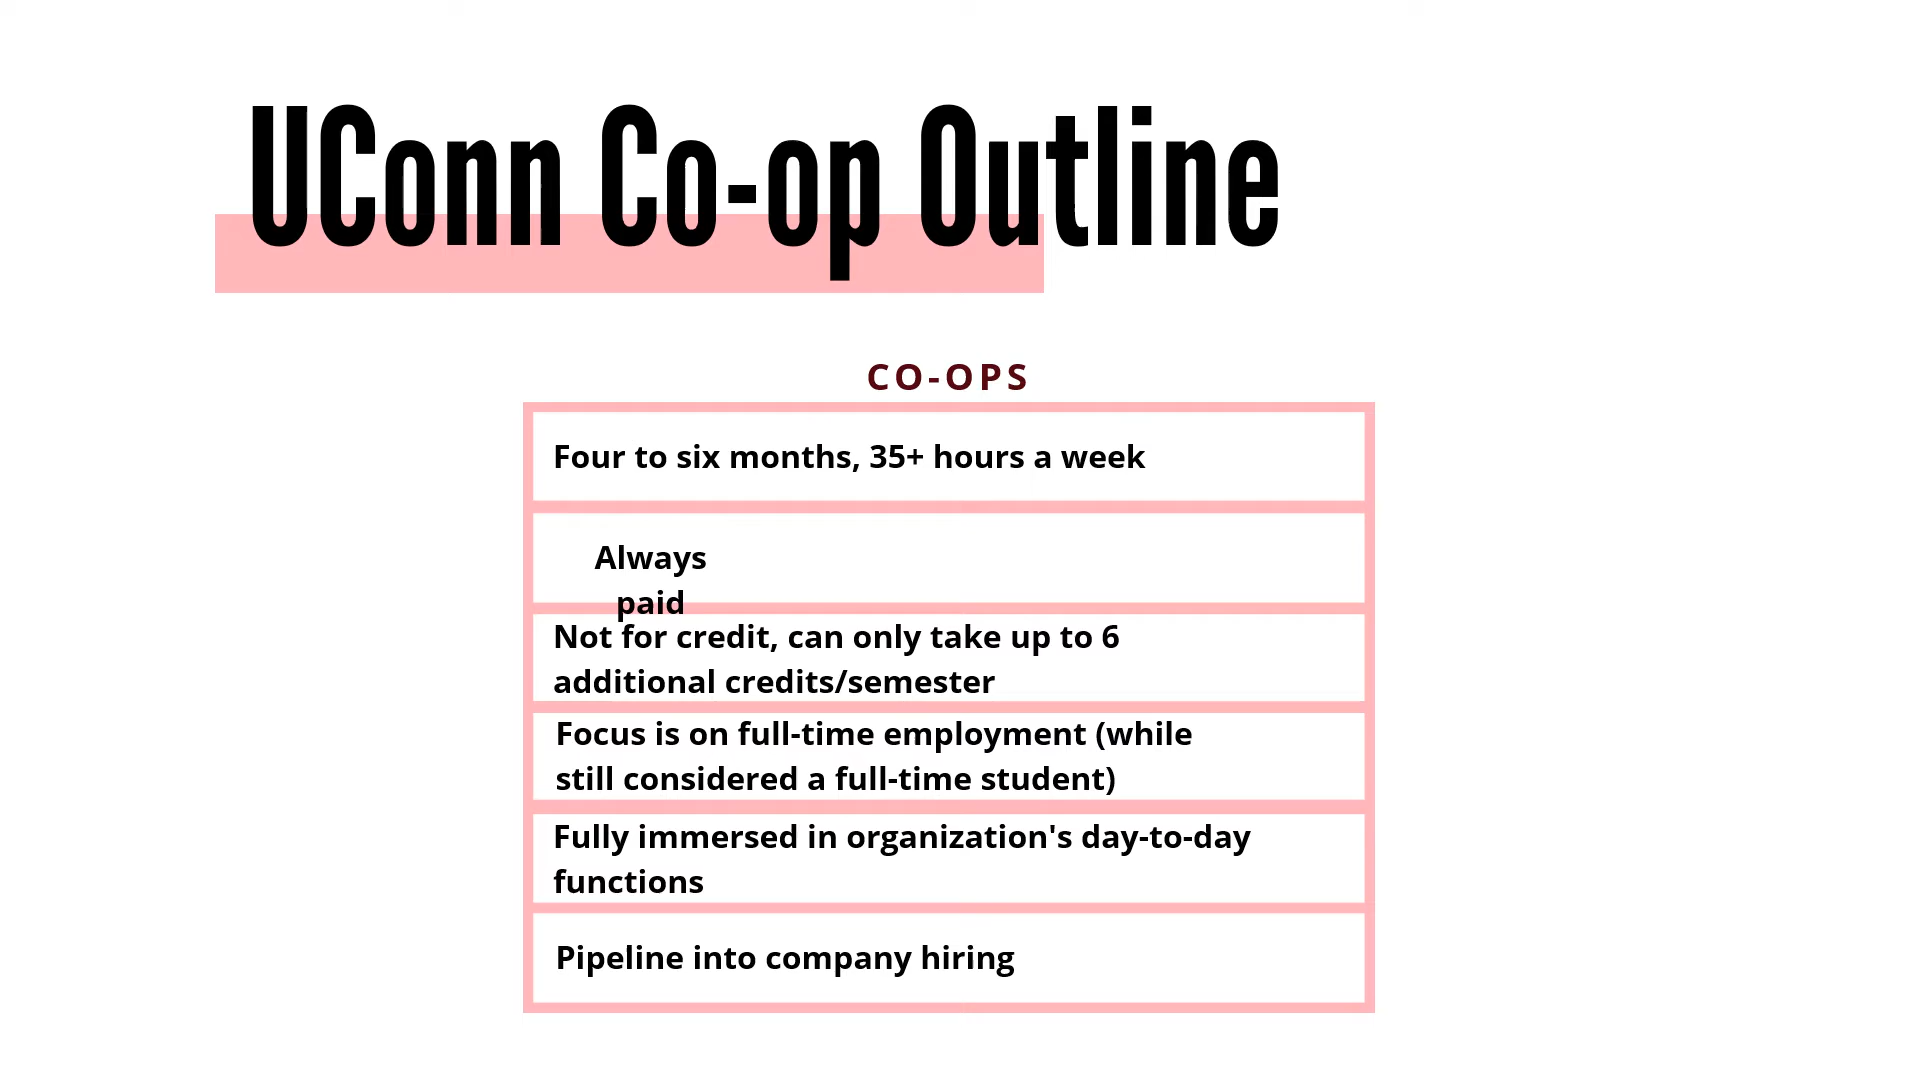 UConn Co-op Outline
CO-OPS
Four to six months, 35+ hours a week
Always
paid
Not for credit, can only take up to 6
additional credits/semester
Focus is on full-time employment (while
still considered a full-time student)
Fully immersed in organization's day-to-day
functions
Pipeline into company hiring